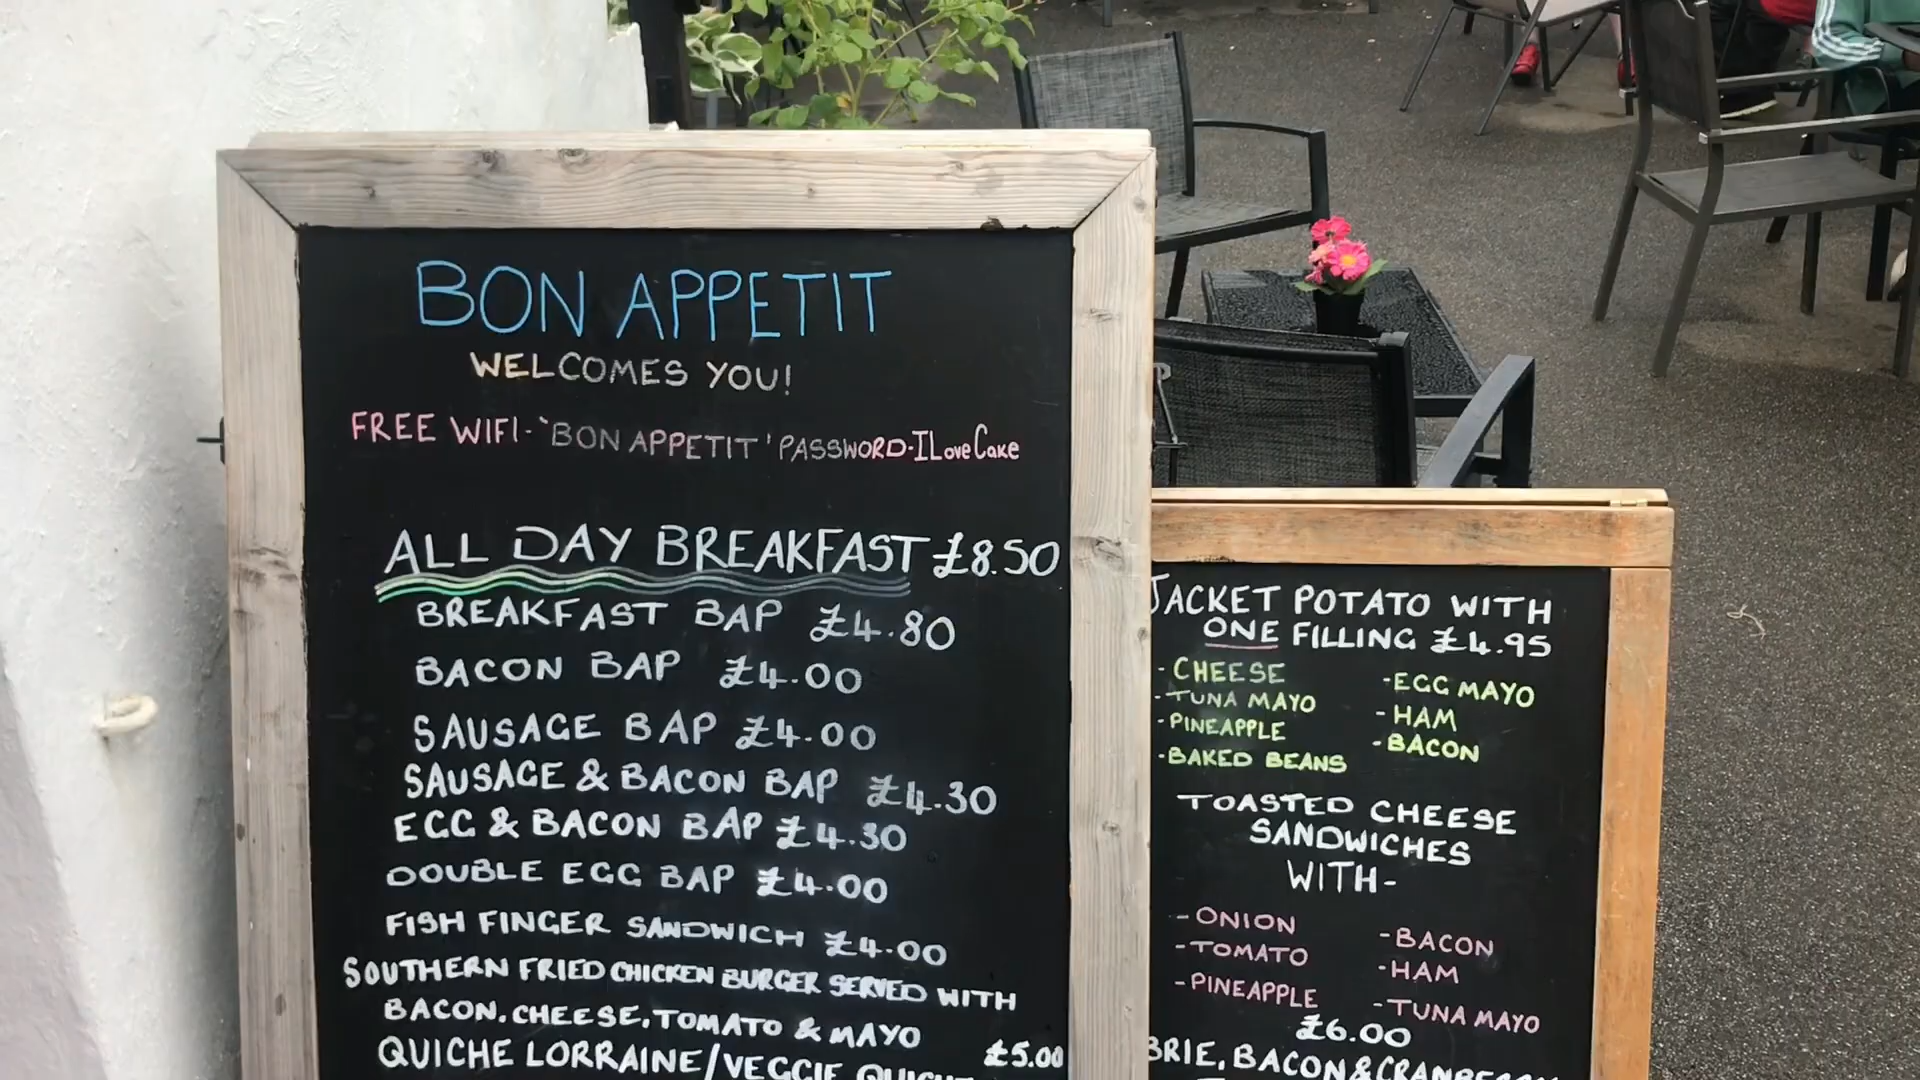 BON APPETIT
WELCOMES YOU!
FREE WIFI-'BON APPETIT' PASSWORD-ILoveCake
ALL DAY BREAKFAST £8.50
BREAKFAST BAP £4.80
BACON BAP £4.00
SAUSAGE BAP £4.00
SAUSAGE & BACON BAP £4.30
EGG & BACON BAP £4.30
DOUBLE EGG BAP £4.00
FISH FINGER SANDWICH £4.00
SOUTHERN FRIED CHICKEN BURGER SERVED WITH
BACON, CHEESE, TOMATO & MAYO
£5.00
QUICHE LORRAINE/VEGGIE QUICHE
JACKET POTATO WITH
ONE FILLING £4.95
-CHEESE
-TUNA MAYO
-PINEAPPLE
-BAKED BEANS
-EGG MAYO
-HAM
-BACON
TOASTED CHEESE
SANDWICHES
WITH-
-ONION
-TOMATO
-PINEAPPLE
-BACON
-HAM
-TUNA MAYO
£6.00
BRIE, BACON & CRANBERRY